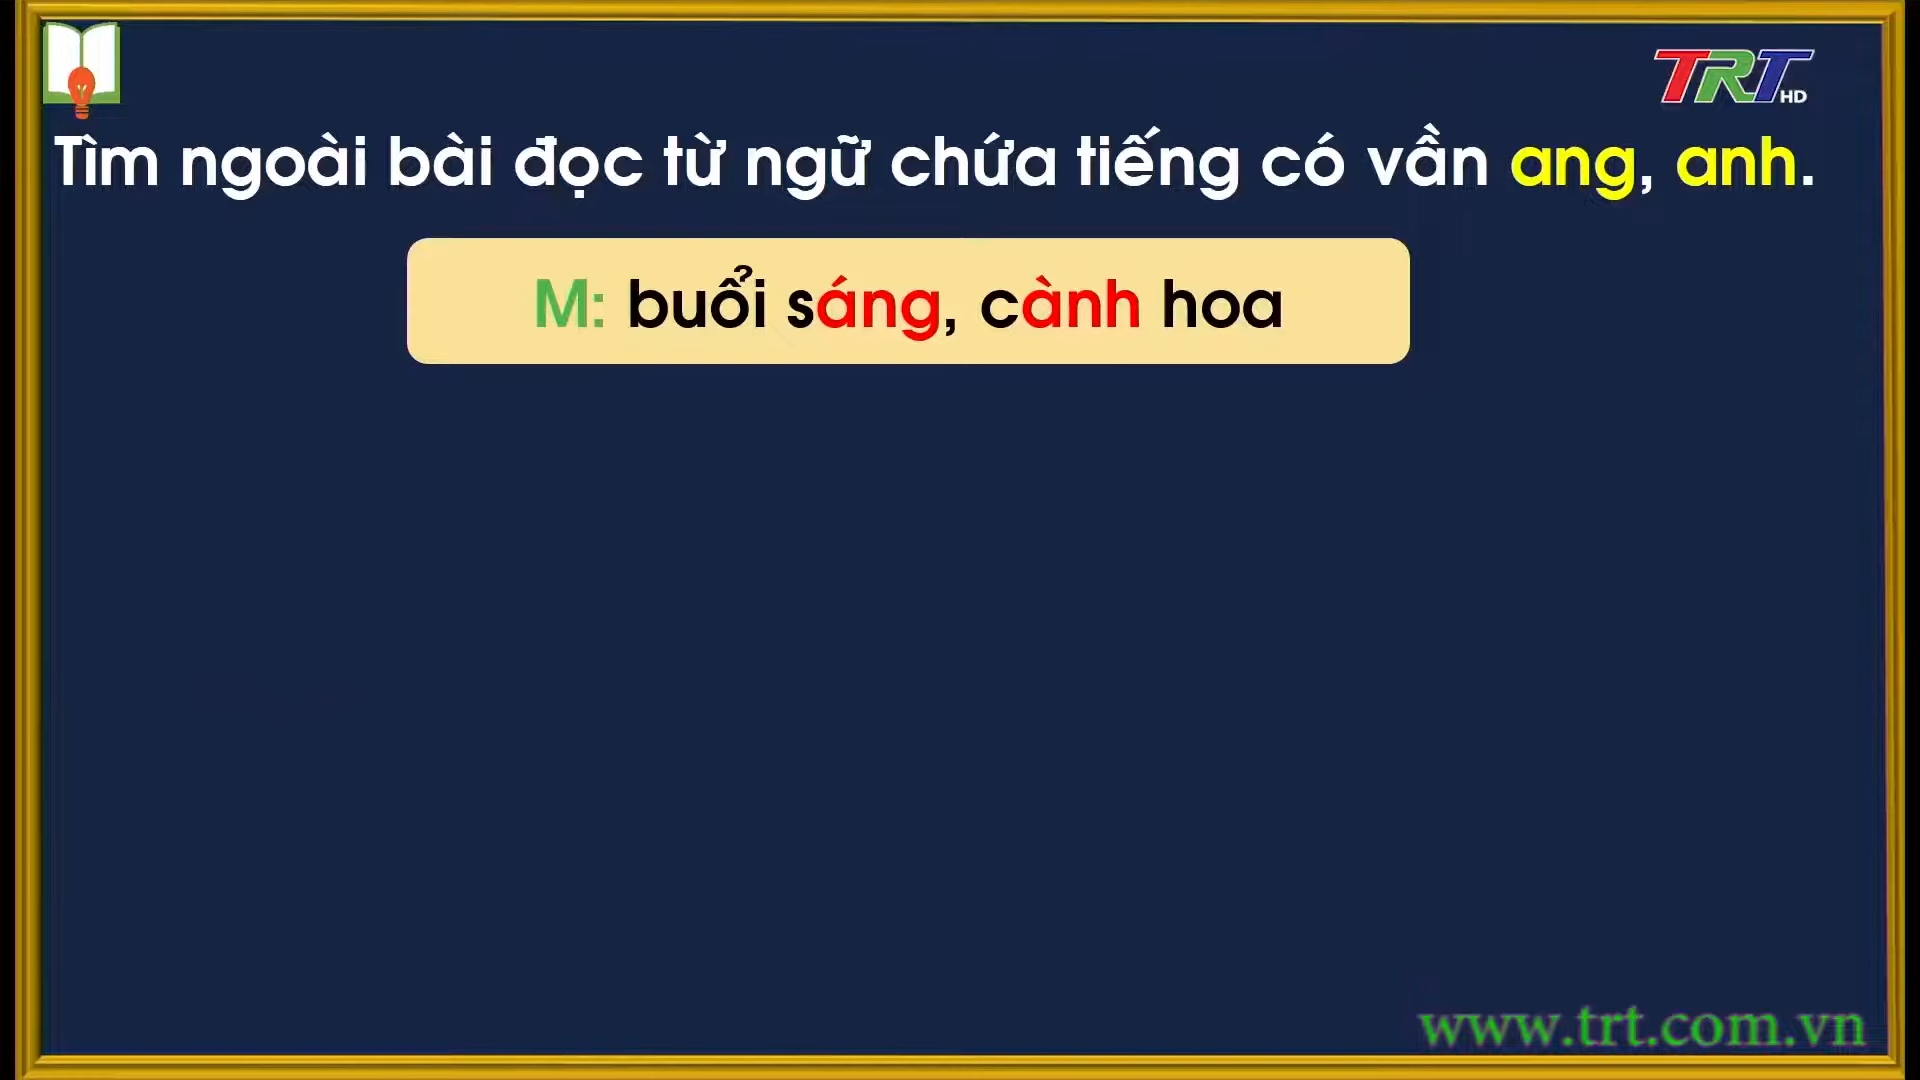 TRT HD
Tìm ngoài bài đọc từ ngữ chứa tiếng có vần ang, anh.
M: buổi sáng, cành hoa
www.trt.com.vn